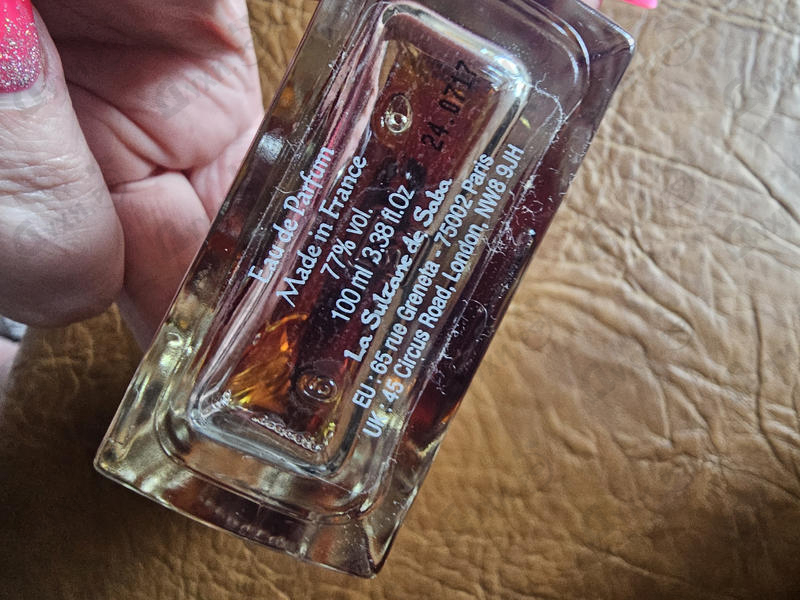 24.0717
Eau de Parfum
Made in France
77% vol.
100 ml 3.38 fl.Oz
La Sultane de Saba
EU : 65 rue Greneta - 75002 Paris
UK : 45 Circus Road, London, NW8 9JH